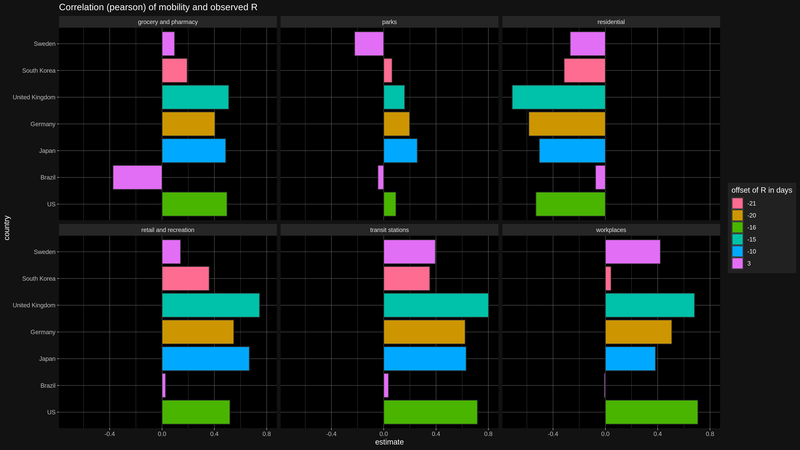 Correlation (pearson) of mobility and observed R
grocery and pharmacy
parks
residential
Sweden
South Korea
United Kingdom
Germany
Japan
Brazil
US
retail and recreation
transit stations
workplaces
Sweden
South Korea
United Kingdom
Germany
Japan
Brazil
US
-0.4 0.0 0.4 0.8
-0.4 0.0 0.4 0.8
-0.4 0.0 0.4 0.8
estimate
country
offset of R in days
-21
-20
-16
-15
-10
3